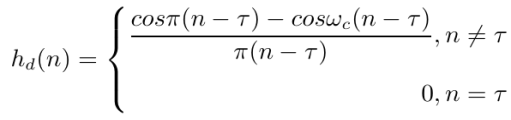 h_d(n) = { (cosπ(n − τ) − cosω_c(n − τ)) / (π(n − τ)) , n ≠ τ
0, n = τ